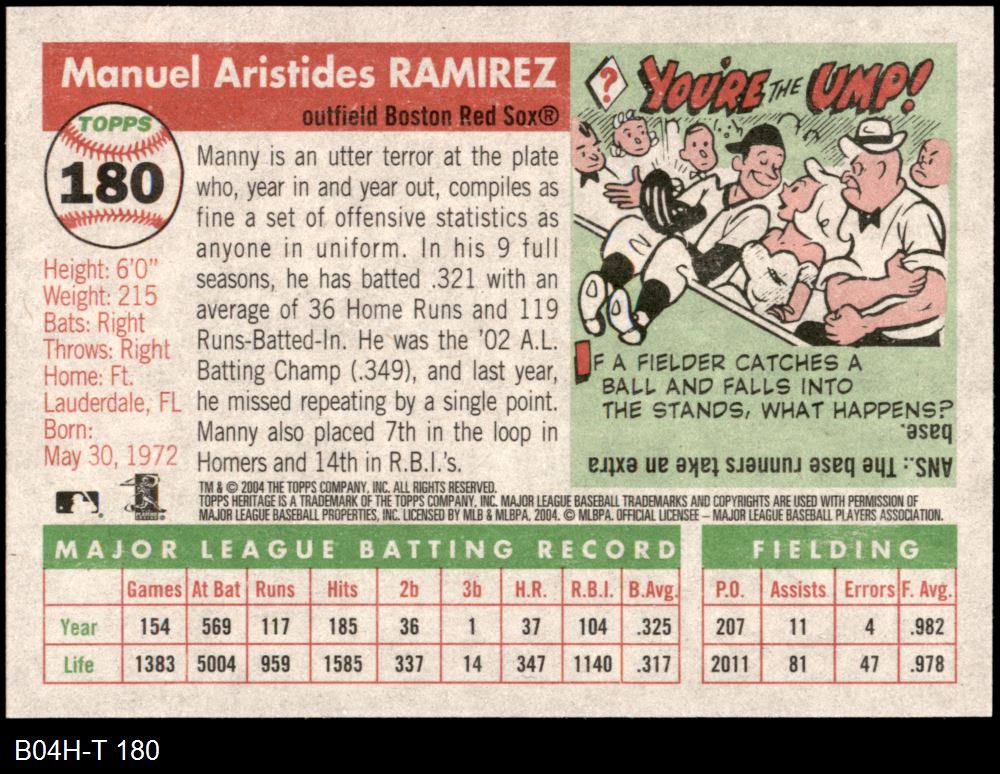 Manuel Aristides RAMIREZ
outfield Boston Red Sox®
TOPPS
180
Height: 6'0"
Weight: 215
Bats: Right
Throws: Right
Home: Ft.
Lauderdale, FL
Born:
May 30, 1972
Manny is an utter terror at the plate
who, year in and year out, compiles as
fine a set of offensive statistics as
anyone in uniform. In his 9 full
seasons, he has batted .321 with an
average of 36 Home Runs and 119
Runs-Batted-In. He was the '02 A.L.
Batting Champ (.349), and last year,
he missed repeating by a single point.
Manny also placed 7th in the loop in
Homers and 14th in R.B.I.'s.
? YOU'RE THE UMP!
IF A FIELDER CATCHES A
BALL AND FALLS INTO
THE STANDS, WHAT HAPPENS?
ANS.: The base runners take an extra
base.
TM & © 2004 THE TOPPS COMPANY, INC. ALL RIGHTS RESERVED.
TOPPS HERITAGE IS A TRADEMARK OF THE TOPPS COMPANY, INC. MAJOR LEAGUE BASEBALL TRADEMARKS AND COPYRIGHTS ARE USED WITH PERMISSION OF
MAJOR LEAGUE BASEBALL PROPERTIES, INC. LICENSED BY MLB & MLBPA, 2004. © MLBPA. OFFICIAL LICENSEE – MAJOR LEAGUE BASEBALL PLAYERS ASSOCIATION.
MAJOR LEAGUE BATTING RECORD FIELDING
Games At Bat Runs Hits 2b 3b H.R. R.B.I. B.Avg. P.O. Assists Errors F. Avg.
Year 154 569 117 185 36 1 37 104 .325 207 11 4 .982
Life 1383 5004 959 1585 337 14 347 1140 .317 2011 81 47 .978
B04H-T 180